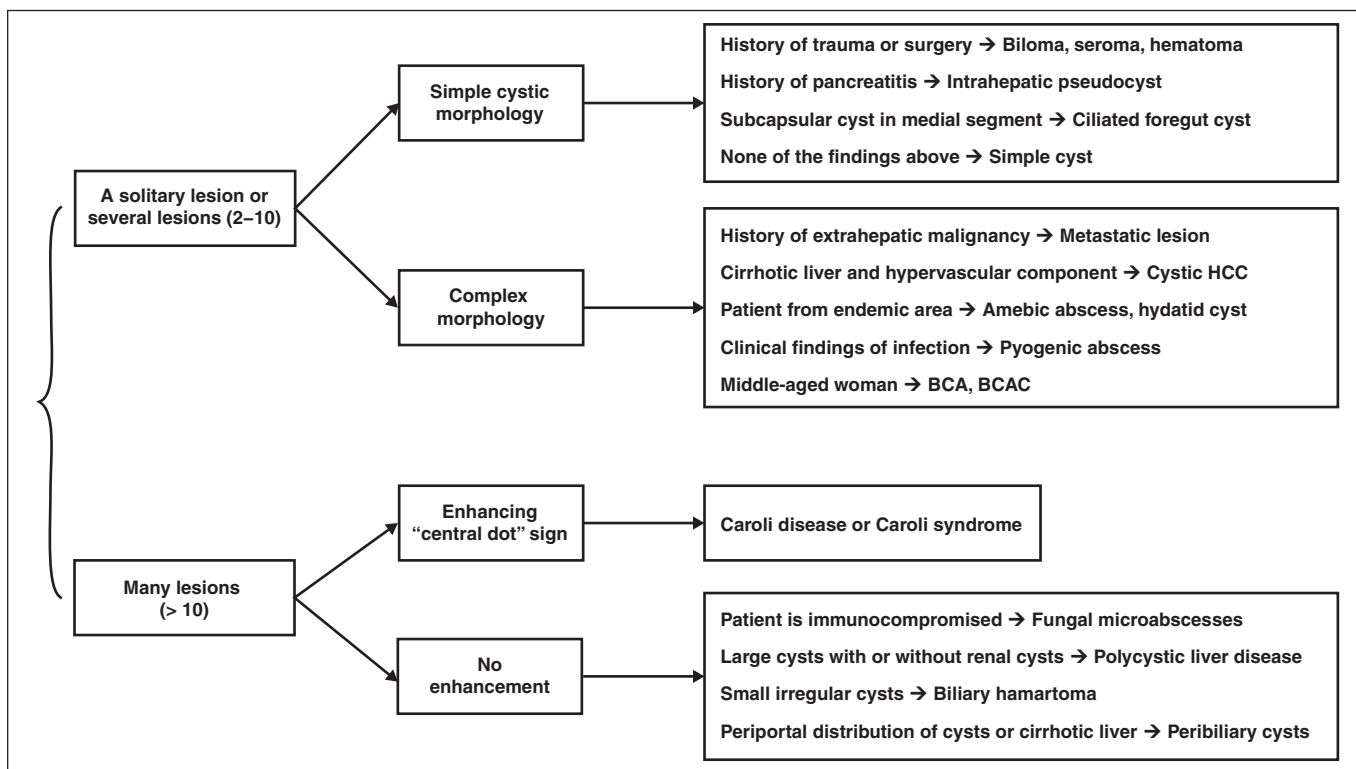 A solitary lesion or
several lesions (2–10)
Simple cystic
morphology
History of trauma or surgery → Biloma, seroma, hematoma
History of pancreatitis → Intrahepatic pseudocyst
Subcapsular cyst in medial segment → Ciliated foregut cyst
None of the findings above → Simple cyst
Complex
morphology
History of extrahepatic malignancy → Metastatic lesion
Cirrhotic liver and hypervascular component → Cystic HCC
Patient from endemic area → Amebic abscess, hydatid cyst
Clinical findings of infection → Pyogenic abscess
Middle-aged woman → BCA, BCAC
Many lesions
(> 10)
Enhancing
“central dot” sign
Caroli disease or Caroli syndrome
No
enhancement
Patient is immunocompromised → Fungal microabscesses
Large cysts with or without renal cysts → Polycystic liver disease
Small irregular cysts → Biliary hamartoma
Periportal distribution of cysts or cirrhotic liver → Peribiliary cysts